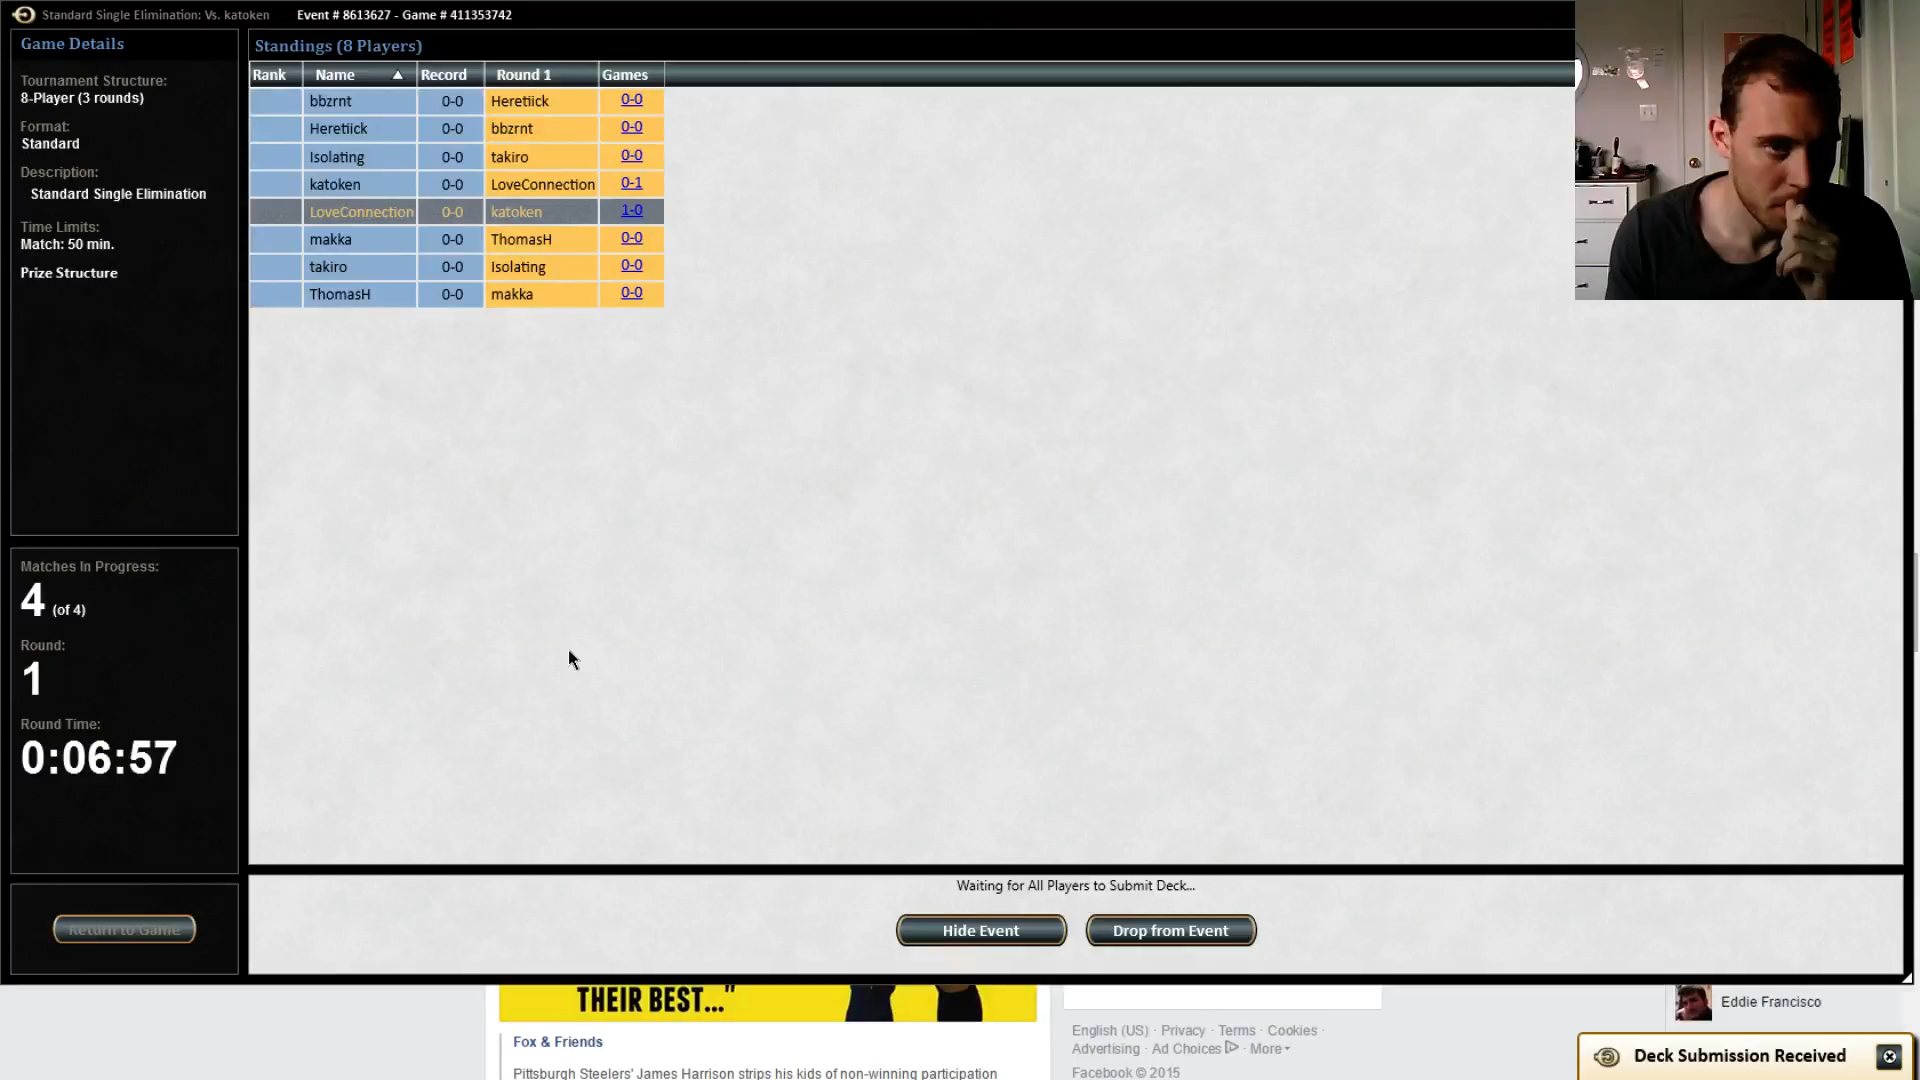 Standard Single Elimination: Vs. katoken Event # 8613627 - Game # 411353742
Game Details
Tournament Structure:
8-Player (3 rounds)
Format:
Standard
Description:
Standard Single Elimination
Time Limits:
Match: 50 min.
Prize Structure
Matches In Progress:
4 (of 4)
Round:
1
Round Time:
0:06:57
Return to Game
Standings (8 Players)
Rank Name Record Round 1 Games
bbzrnt 0-0 Heretiick 0-0
Heretiick 0-0 bbzrnt 0-0
Isolating 0-0 takiro 0-0
katoken 0-0 LoveConnection 0-1
LoveConnection 0-0 katoken 1-0
makka 0-0 ThomasH 0-0
takiro 0-0 Isolating 0-0
ThomasH 0-0 makka 0-0
Waiting for All Players to Submit Deck...
Hide Event Drop from Event
THEIR BEST..."
Fox & Friends
Pittsburgh Steelers' James Harrison strips his kids of non-winning participation
English (US) · Privacy · Terms · Cookies ·
Advertising · Ad Choices · More
Facebook © 2015
Eddie Francisco
Deck Submission Received